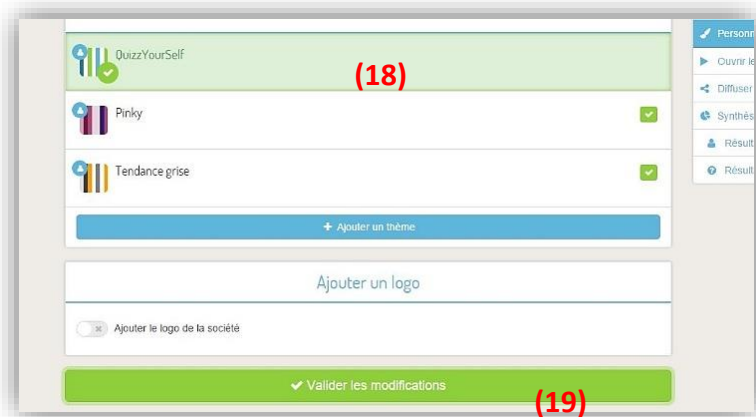 QuizzYourSelf
(18)
Pinky
Tendance grise
+ Ajouter un thème
Ajouter un logo
Ajouter le logo de la société
Valider les modifications
(19)
Personn
Ouvrir le
Diffuser
Synthés
Résult
Résult